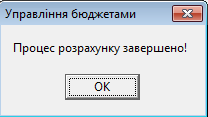 Управління бюджетами
Процес розрахунку завершено!
OK